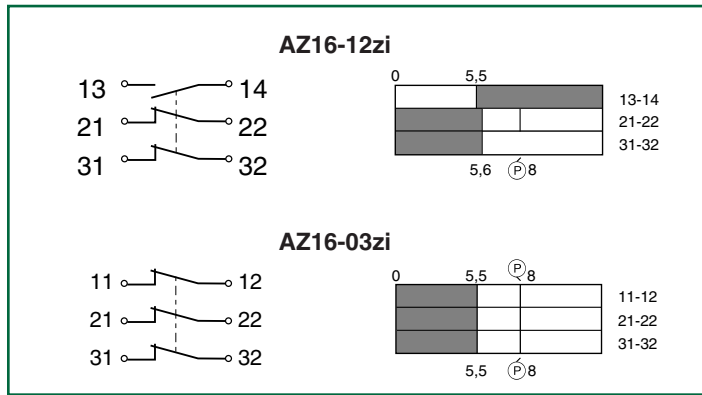 AZ16-12zi
13 14
21 22
31 32
0 5,5
13-14
21-22
31-32
5,6 P 8
AZ16-03zi
11 12
21 22
31 32
0 5,5 P 8
11-12
21-22
31-32
5,5 P 8